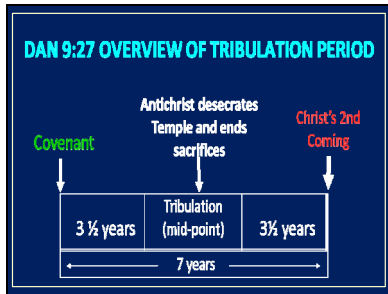 DAN 9:27 OVERVIEW OF TRIBULATION PERIOD
Antichrist desecrates
Temple and ends
sacrifices
Christ's 2nd
Coming
Covenant
3 ½ years
Tribulation
(mid-point)
3½ years
7 years